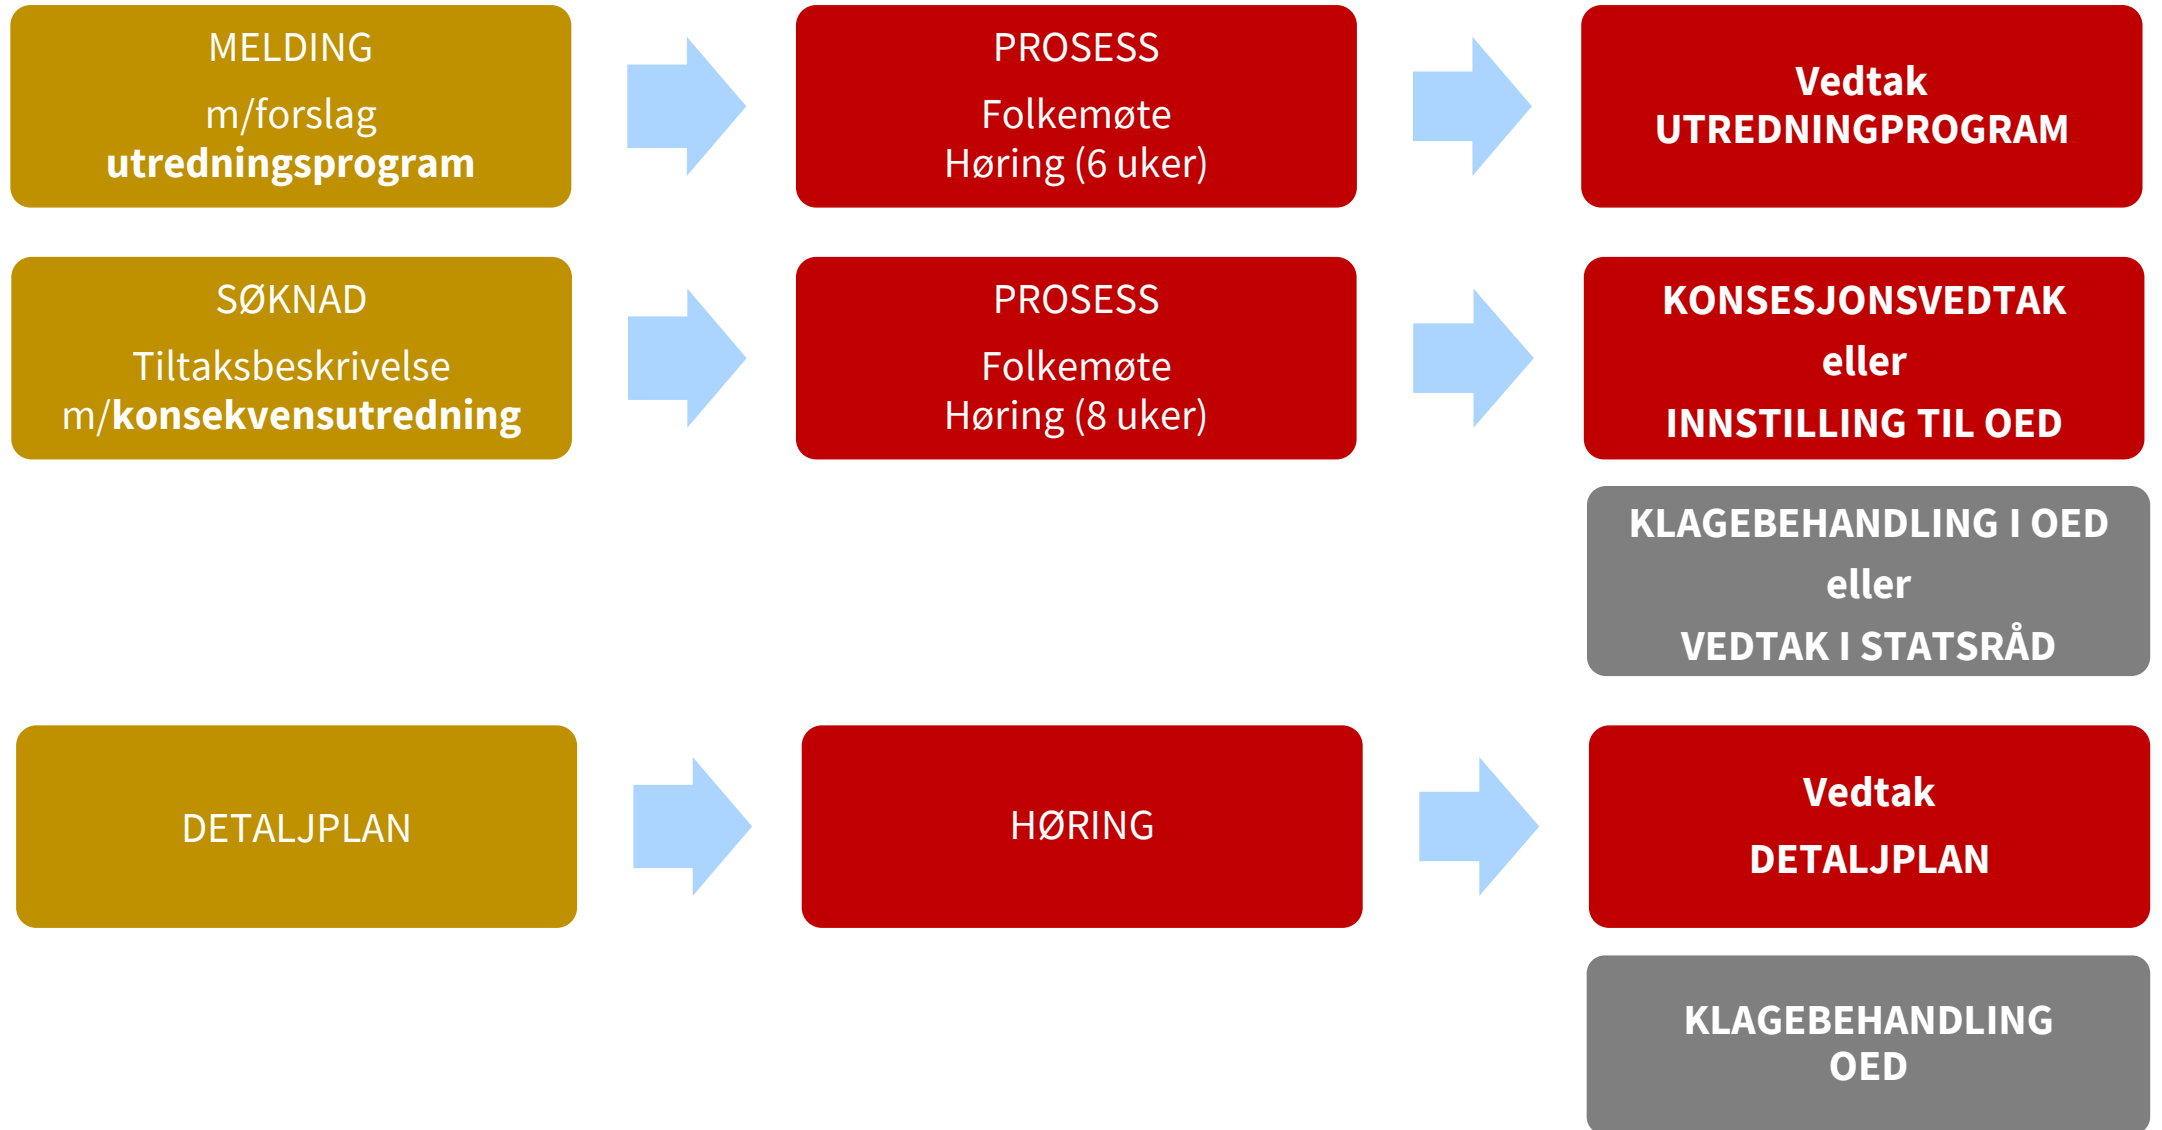 MELDING
m/forslag
utredningsprogram
PROSESS
Folkemøte
Høring (6 uker)
Vedtak
UTREDNINGPROGRAM
SØKNAD
Tiltaksbeskrivelse
m/konsekvensutredning
PROSESS
Folkemøte
Høring (8 uker)
KONSESJONSVEDTAK
eller
INNSTILLING TIL OED
KLAGEBEHANDLING I OED
eller
VEDTAK I STATSRÅD
DETALJPLAN
HØRING
Vedtak
DETALJPLAN
KLAGEBEHANDLING
OED